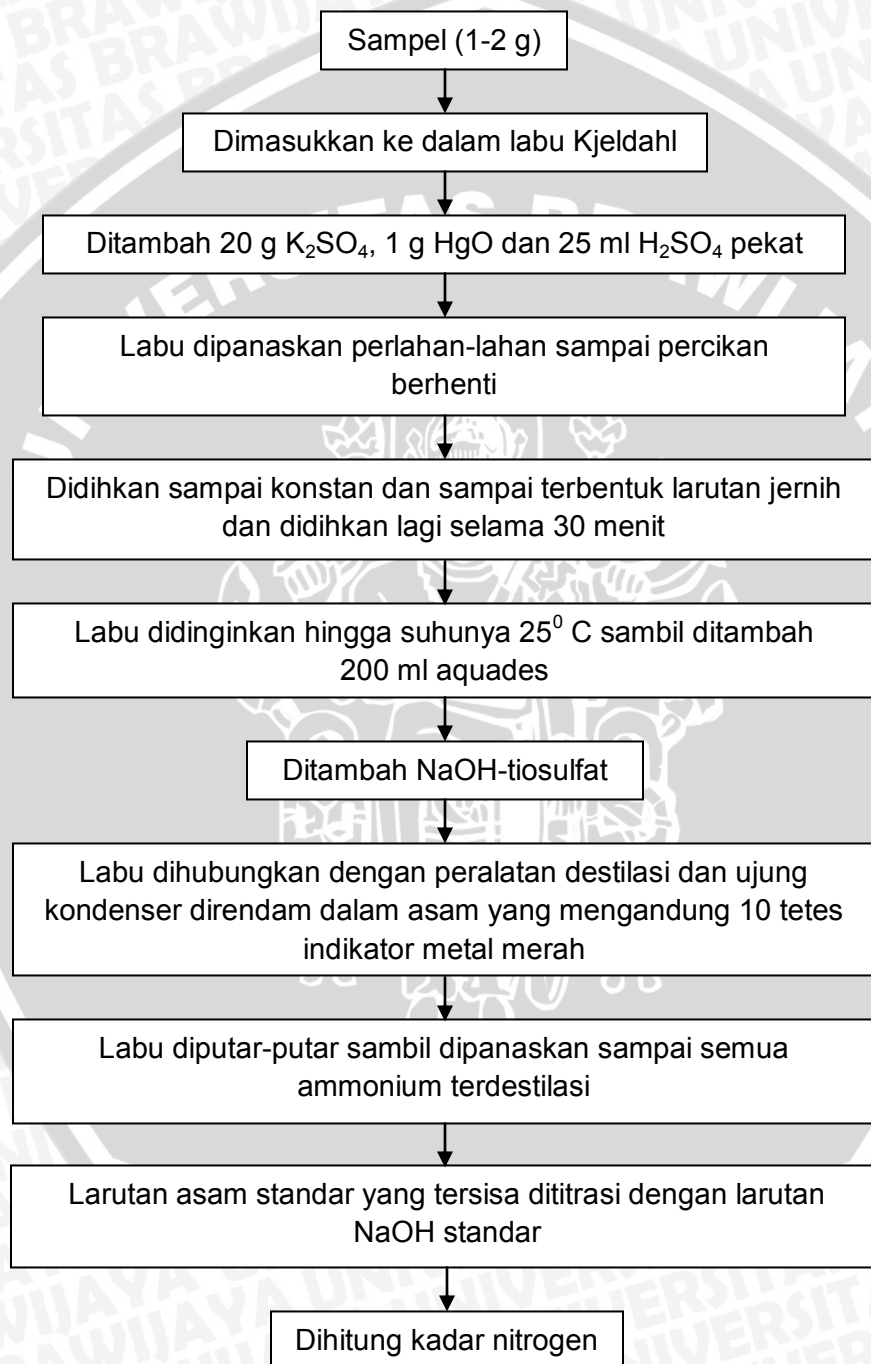 Sampel (1-2 g)
Dimasukkan ke dalam labu Kjeldahl
Ditambah 20 g K₂SO₄, 1 g HgO dan 25 ml H₂SO₄ pekat
Labu dipanaskan perlahan-lahan sampai percikan
berhenti
Didihkan sampai konstan dan sampai terbentuk larutan jernih
dan didihkan lagi selama 30 menit
Labu didinginkan hingga suhunya 25⁰ C sambil ditambah
200 ml aquades
Ditambah NaOH-tiosulfat
Labu dihubungkan dengan peralatan destilasi dan ujung
kondenser direndam dalam asam yang mengandung 10 tetes
indikator metal merah
Labu diputar-putar sambil dipanaskan sampai semua
ammonium terdestilasi
Larutan asam standar yang tersisa dititrasi dengan larutan
NaOH standar
Dihitung kadar nitrogen